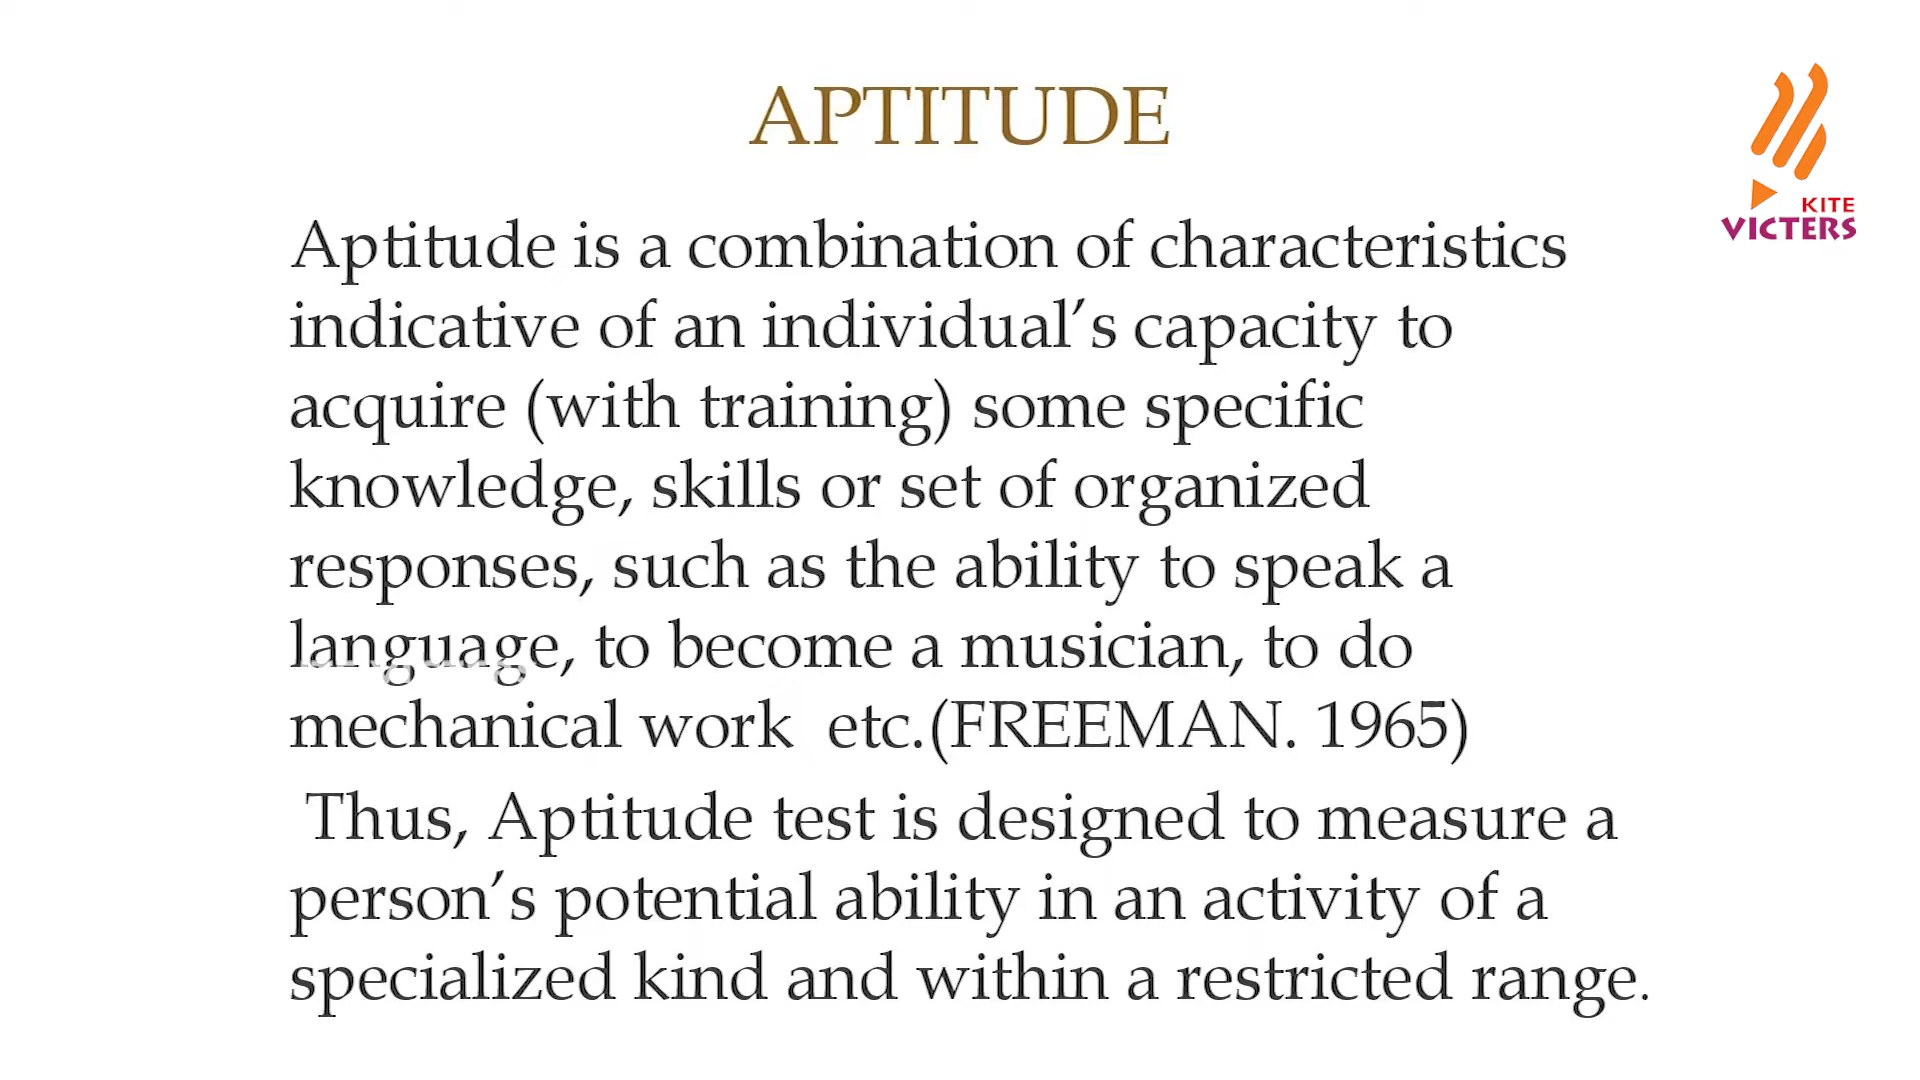 APTITUDE
KITE
VICTERS
Aptitude is a combination of characteristics
indicative of an individual’s capacity to
acquire (with training) some specific
knowledge, skills or set of organized
responses, such as the ability to speak a
language, to become a musician, to do
mechanical work  etc.(FREEMAN. 1965)
Thus, Aptitude test is designed to measure a
person’s potential ability in an activity of a
specialized kind and within a restricted range.